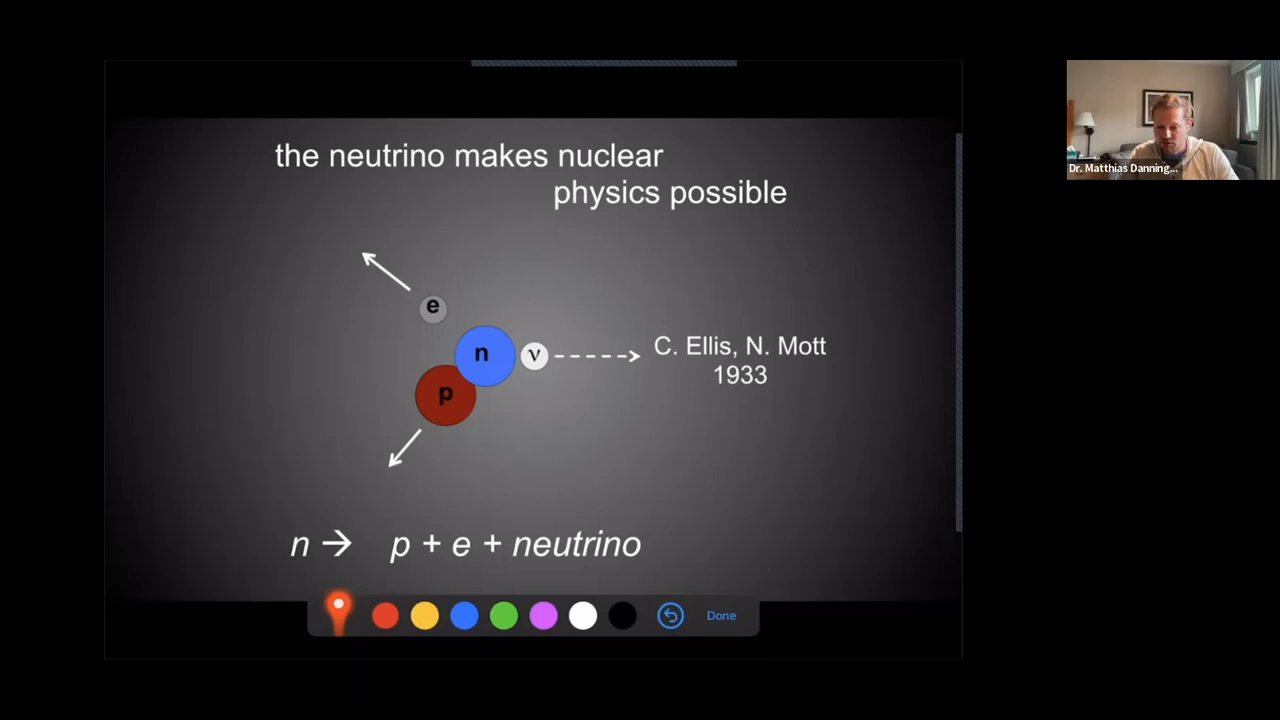 the neutrino makes nuclear
physics possible
e
n
ν
p
C. Ellis, N. Mott
1933
n → p + e + neutrino
Done
Dr. Matthias Danning...